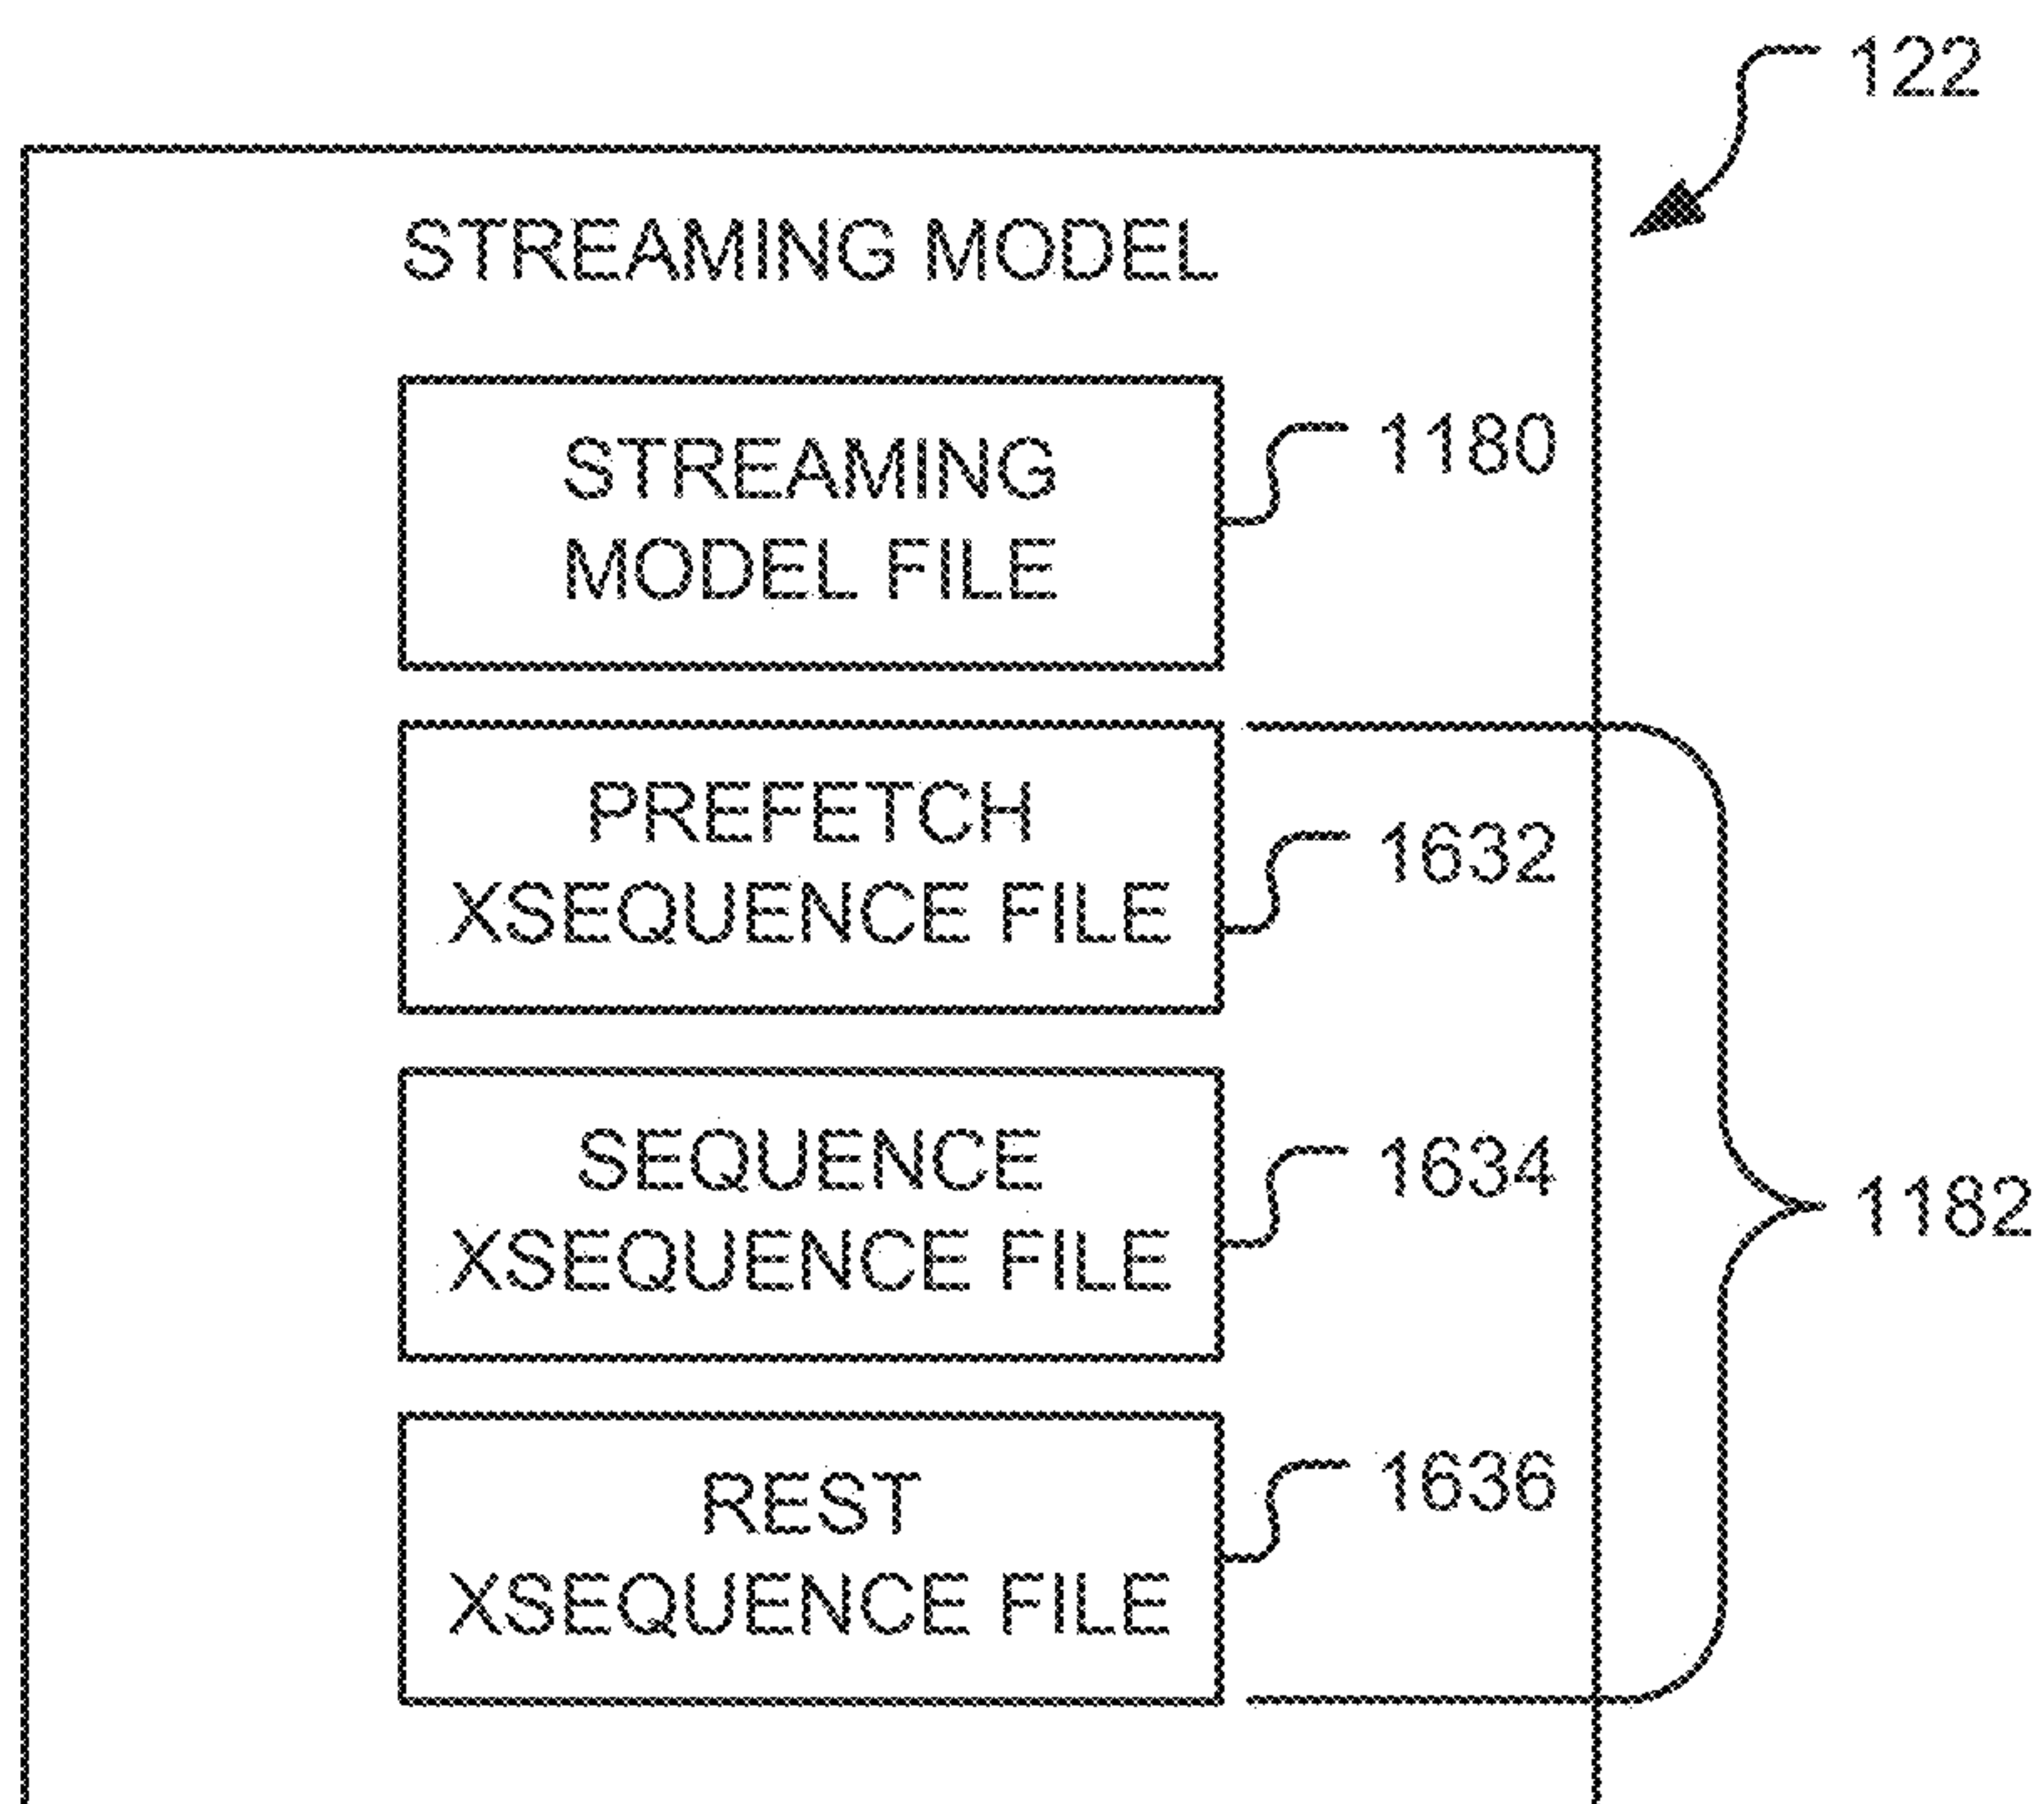 122
STREAMING MODEL
STREAMING
MODEL FILE
1180
PREFETCH
XSEQUENCE FILE
1632
SEQUENCE
XSEQUENCE FILE
1634
1182
REST
XSEQUENCE FILE
1636